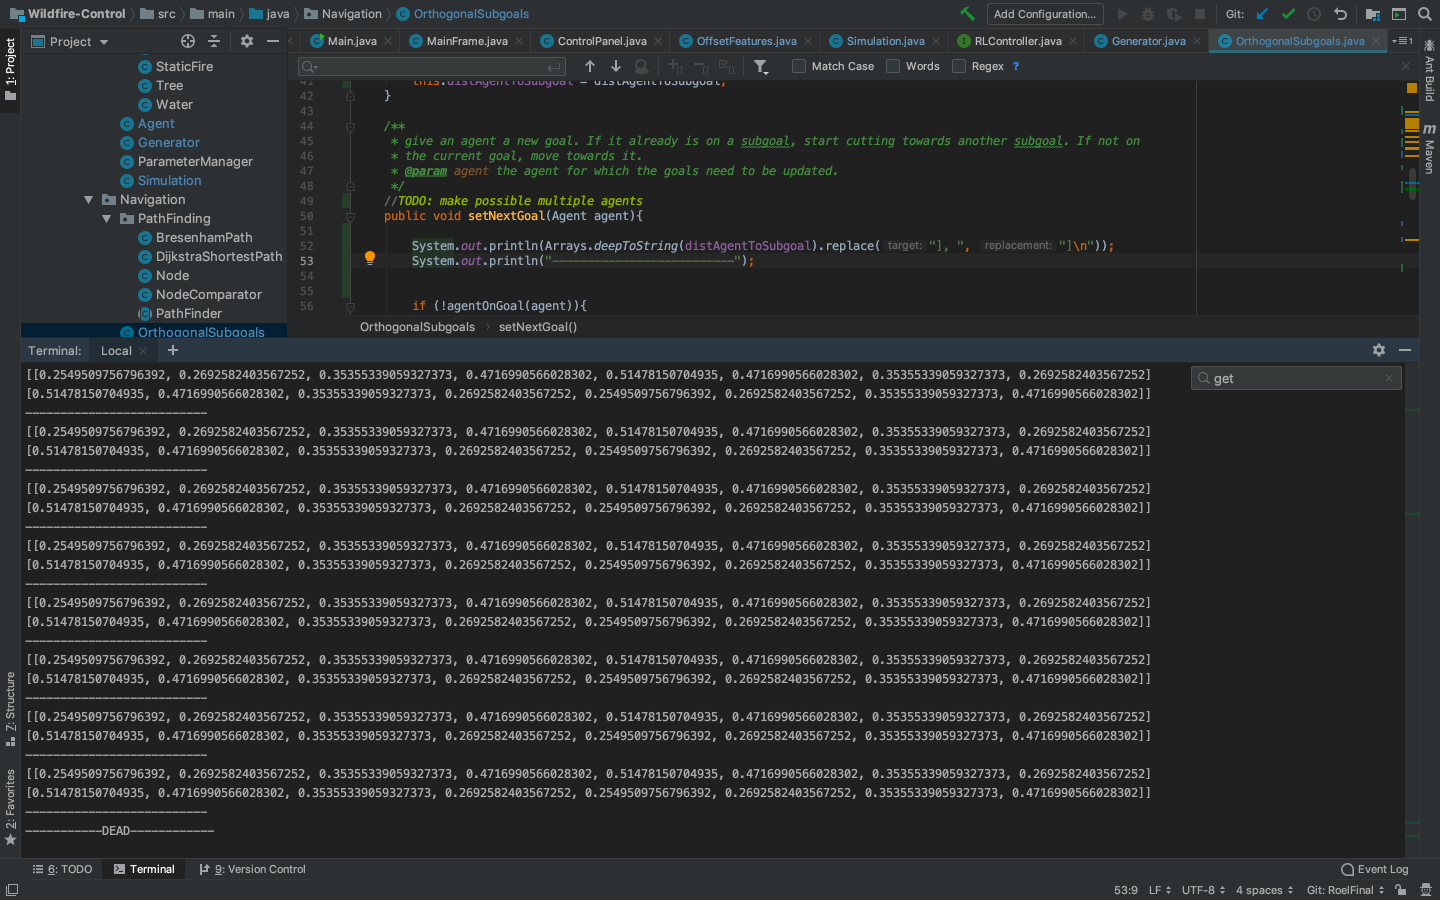 Wildfire-Control src main java Navigation OrthogonalSubgoals Add Configuration... Git:
1: Project
Project
Main.java MainFrame.java ControlPanel.java OffsetFeatures.java Simulation.java RLController.java Generator.java OrthogonalSubgoals.java
Match Case Words Regex ?
StaticFire
Tree
Water
Agent
Generator
ParameterManager
Simulation
Navigation
PathFinding
BresenhamPath
DijkstraShortestPath
Node
NodeComparator
PathFinder
OrthogonalSubgoals
41 this.distAgentToSubgoal = distAgentToSubgoal;
42 }
43
44 /**
45 * give an agent a new goal. If it already is on a subgoal, start cutting towards another subgoal. If not on
46 * the current goal, move towards it.
47 * @param agent the agent for which the goals need to be updated.
48 */
49 //TODO: make possible multiple agents
50 public void setNextGoal(Agent agent){
51
52 System.out.println(Arrays.deepToString(distAgentToSubgoal).replace( target: "], ", replacement: "]\n"));
53 System.out.println("--------------------------");
54
55
56 if (!agentOnGoal(agent)){
OrthogonalSubgoals setNextGoal()
Ant Build
m Maven
Terminal: Local +
get
[[0.2549509756796392, 0.2692582403567252, 0.35355339059327373, 0.4716990566028302, 0.51478150704935, 0.4716990566028302, 0.35355339059327373, 0.2692582403567252]
[0.51478150704935, 0.4716990566028302, 0.35355339059327373, 0.2692582403567252, 0.2549509756796392, 0.2692582403567252, 0.35355339059327373, 0.4716990566028302]]
--------------------------
[[0.2549509756796392, 0.2692582403567252, 0.35355339059327373, 0.4716990566028302, 0.51478150704935, 0.4716990566028302, 0.35355339059327373, 0.2692582403567252]
[0.51478150704935, 0.4716990566028302, 0.35355339059327373, 0.2692582403567252, 0.2549509756796392, 0.2692582403567252, 0.35355339059327373, 0.4716990566028302]]
--------------------------
[[0.2549509756796392, 0.2692582403567252, 0.35355339059327373, 0.4716990566028302, 0.51478150704935, 0.4716990566028302, 0.35355339059327373, 0.2692582403567252]
[0.51478150704935, 0.4716990566028302, 0.35355339059327373, 0.2692582403567252, 0.2549509756796392, 0.2692582403567252, 0.35355339059327373, 0.4716990566028302]]
--------------------------
[[0.2549509756796392, 0.2692582403567252, 0.35355339059327373, 0.4716990566028302, 0.51478150704935, 0.4716990566028302, 0.35355339059327373, 0.2692582403567252]
[0.51478150704935, 0.4716990566028302, 0.35355339059327373, 0.2692582403567252, 0.2549509756796392, 0.2692582403567252, 0.35355339059327373, 0.4716990566028302]]
--------------------------
[[0.2549509756796392, 0.2692582403567252, 0.35355339059327373, 0.4716990566028302, 0.51478150704935, 0.4716990566028302, 0.35355339059327373, 0.2692582403567252]
[0.51478150704935, 0.4716990566028302, 0.35355339059327373, 0.2692582403567252, 0.2549509756796392, 0.2692582403567252, 0.35355339059327373, 0.4716990566028302]]
--------------------------
[[0.2549509756796392, 0.2692582403567252, 0.35355339059327373, 0.4716990566028302, 0.51478150704935, 0.4716990566028302, 0.35355339059327373, 0.2692582403567252]
[0.51478150704935, 0.4716990566028302, 0.35355339059327373, 0.2692582403567252, 0.2549509756796392, 0.2692582403567252, 0.35355339059327373, 0.4716990566028302]]
--------------------------
[[0.2549509756796392, 0.2692582403567252, 0.35355339059327373, 0.4716990566028302, 0.51478150704935, 0.4716990566028302, 0.35355339059327373, 0.2692582403567252]
[0.51478150704935, 0.4716990566028302, 0.35355339059327373, 0.2692582403567252, 0.2549509756796392, 0.2692582403567252, 0.35355339059327373, 0.4716990566028302]]
--------------------------
[[0.2549509756796392, 0.2692582403567252, 0.35355339059327373, 0.4716990566028302, 0.51478150704935, 0.4716990566028302, 0.35355339059327373, 0.2692582403567252]
[0.51478150704935, 0.4716990566028302, 0.35355339059327373, 0.2692582403567252, 0.2549509756796392, 0.2692582403567252, 0.35355339059327373, 0.4716990566028302]]
--------------------------
-----------DEAD------------
Z: Structure
2: Favorites
6: TODO Terminal 9: Version Control Event Log
53:9 LF UTF-8 4 spaces Git: RoelFinal